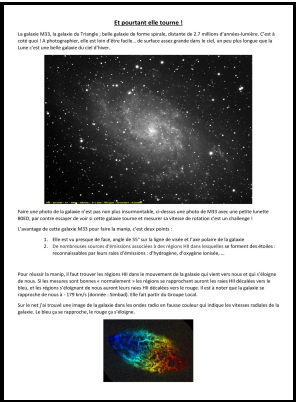 Et pourtant elle tourne !
La galaxie M33, la galaxie du Triangle ; belle galaxie de forme spirale, distante de 2.7 millions d'années-lumière. C'est à
coté quoi ! A photographier, elle est loin d'être facile… de surface assez grande dans le ciel, un peu plus longue que la
Lune c'est une belle galaxie du ciel d'hiver.
Faire une photo de la galaxie n'est pas non plus insurmontable, ci-dessus une photo de M33 avec une petite lunette
80ED, par contre essayer de voir si cette galaxie tourne et mesurer sa vitesse de rotation c'est un challenge !
L'avantage de cette galaxie M33 pour faire la manip, c'est deux points :
1. Elle est vu presque de face, angle de 55° sur la ligne de visée et l'axe polaire de la galaxie
2. De nombreuses sources d'émissions associées à des régions HII dans lesquelles se forment des étoiles :
reconnaissables par leurs raies d'émissions : d'hydrogène, d'oxygène ionisée, …
Pour réussir la manip, il faut trouver les régions HII dans le mouvement de la galaxie qui vient vers nous et qui s'éloigne
de nous. Si les mesures sont bonnes « normalement » les régions se rapprochant auront les raies HII décalées vers le
bleu, et les régions s'éloignant de nous auront leurs raies HII décalées vers le rouge. Il est à noter que la galaxie se
rapproche de nous à - 179 km/s (donnée : Simbad). Elle fait partir du Groupe Local.
Sur le net j'ai trouvé une image de la galaxie dans les ondes radio en fausse couleur qui indique les vitesses radiales de la
galaxie. Le bleu ça se rapproche, le rouge ça s'éloigne.